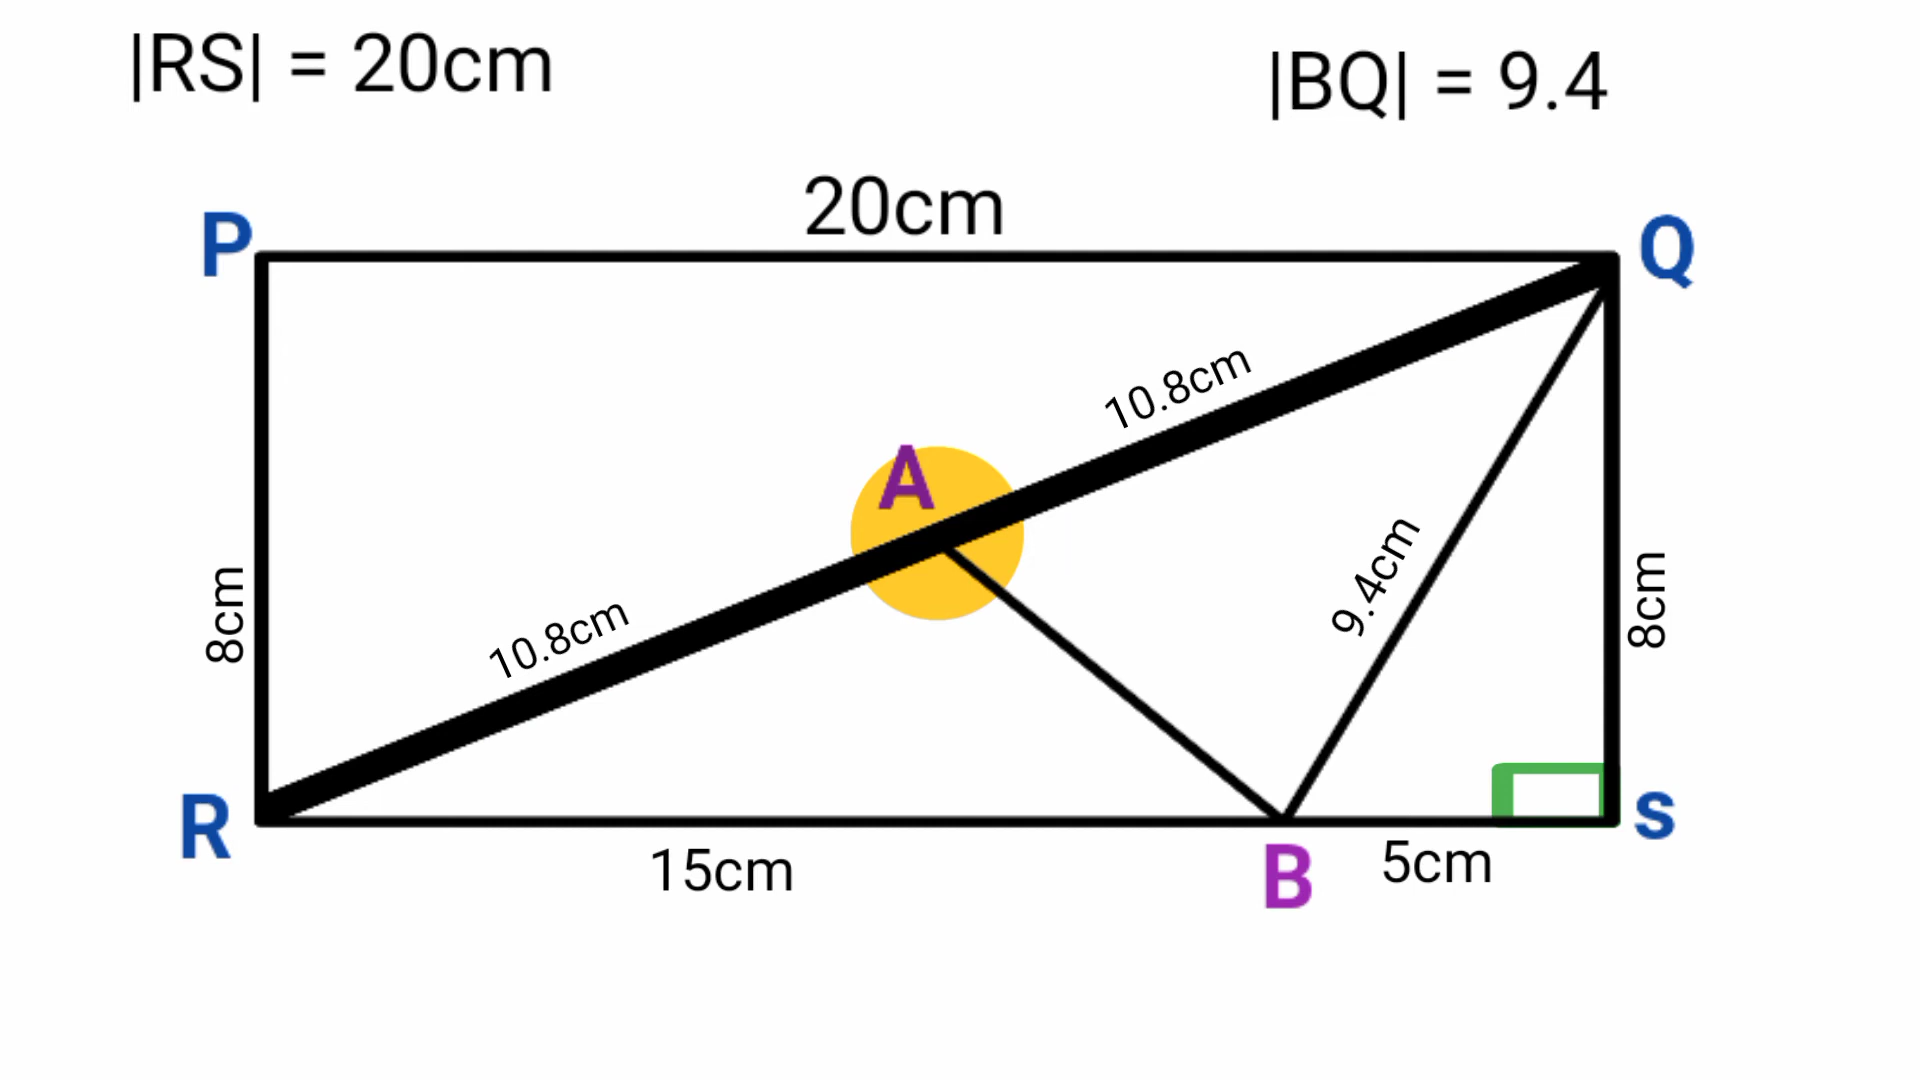 |RS| = 20cm
|BQ| = 9.4
20cm
P
Q
10.8cm
A
9.4cm
8cm
8cm
10.8cm
R
s
15cm
B
5cm